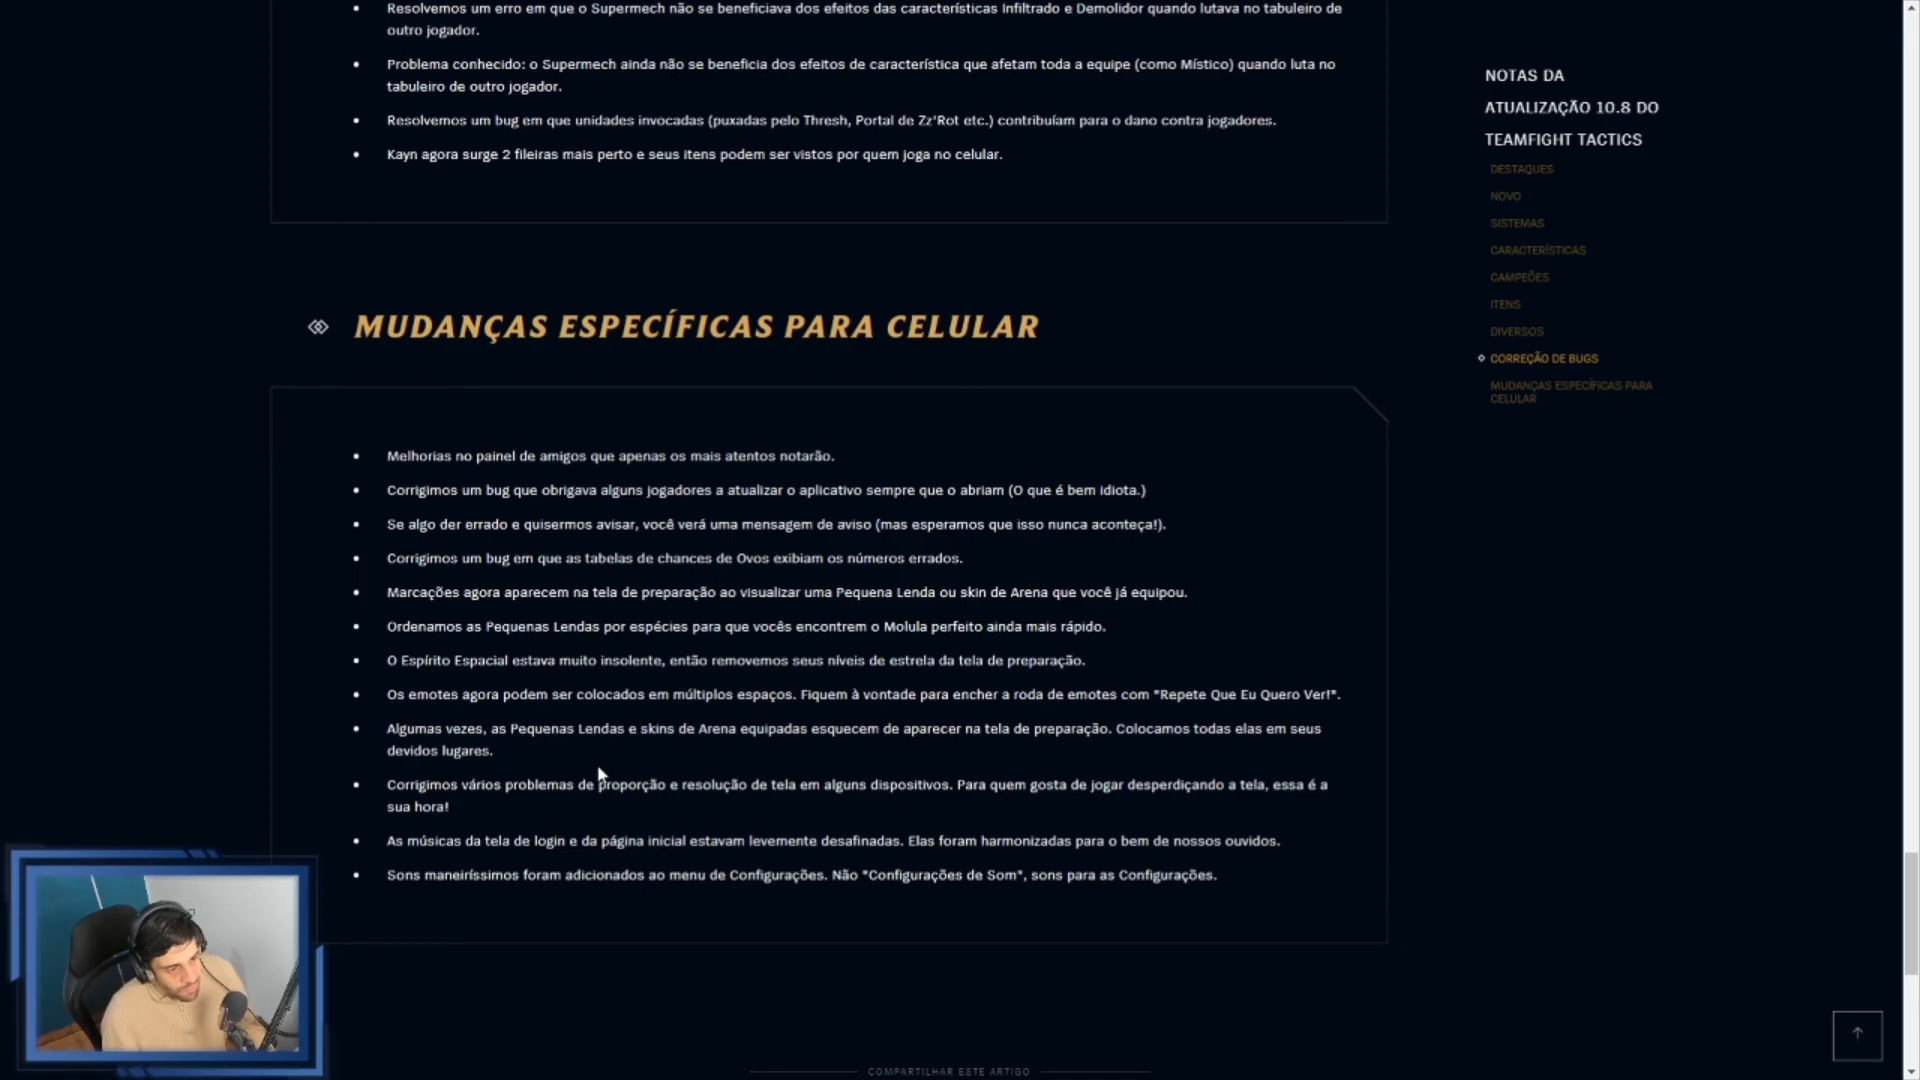 Resolvemos um erro em que o Supermech não se beneficiava dos efeitos das características Infiltrado e Demolidor quando lutava no tabuleiro de
outro jogador.
Problema conhecido: o Supermech ainda não se beneficia dos efeitos de característica que afetam toda a equipe (como Místico) quando luta no
tabuleiro de outro jogador.
Resolvemos um bug em que unidades invocadas (puxadas pelo Thresh, Portal de Zz'Rot etc.) contribuíam para o dano contra jogadores.
Kayn agora surge 2 fileiras mais perto e seus itens podem ser vistos por quem joga no celular.
MUDANÇAS ESPECÍFICAS PARA CELULAR
Melhorias no painel de amigos que apenas os mais atentos notarão.
Corrigimos um bug que obrigava alguns jogadores a atualizar o aplicativo sempre que o abriam (O que é bem idiota.)
Se algo der errado e quisermos avisar, você verá uma mensagem de aviso (mas esperamos que isso nunca aconteça!).
Corrigimos um bug em que as tabelas de chances de Ovos exibiam os números errados.
Marcações agora aparecem na tela de preparação ao visualizar uma Pequena Lenda ou skin de Arena que você já equipou.
Ordenamos as Pequenas Lendas por espécies para que vocês encontrem o Molula perfeito ainda mais rápido.
O Espírito Espacial estava muito insolente, então removemos seus níveis de estrela da tela de preparação.
Os emotes agora podem ser colocados em múltiplos espaços. Fiquem à vontade para encher a roda de emotes com "Repete Que Eu Quero Ver!".
Algumas vezes, as Pequenas Lendas e skins de Arena equipadas esquecem de aparecer na tela de preparação. Colocamos todas elas em seus
devidos lugares.
Corrigimos vários problemas de proporção e resolução de tela em alguns dispositivos. Para quem gosta de jogar desperdiçando a tela, essa é a
sua hora!
As músicas da tela de login e da página inicial estavam levemente desafinadas. Elas foram harmonizadas para o bem de nossos ouvidos.
Sons maneiríssimos foram adicionados ao menu de Configurações. Não "Configurações de Som", sons para as Configurações.
NOTAS DA
ATUALIZAÇÃO 10.8 DO
TEAMFIGHT TACTICS
DESTAQUES
NOVO
SISTEMAS
CARACTERÍSTICAS
CAMPEÕES
ITENS
DIVERSOS
CORREÇÃO DE BUGS
MUDANÇAS ESPECÍFICAS PARA
CELULAR
COMPARTILHAR ESTE ARTIGO